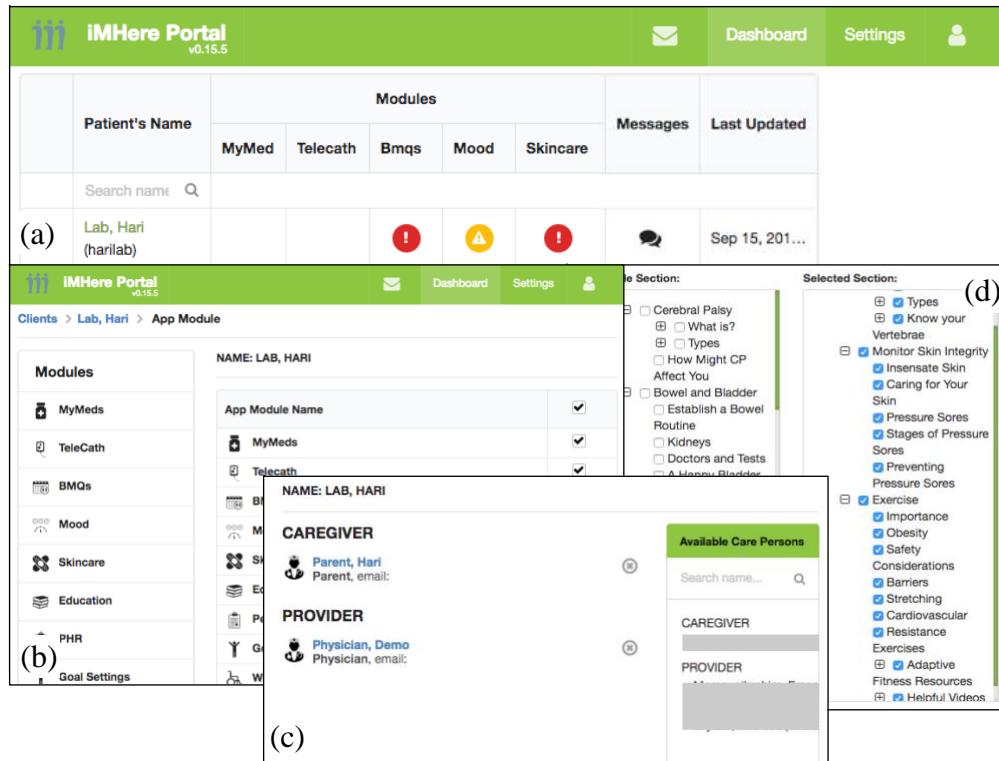 iMHere Portal
v0.15.5
Dashboard
Settings
Patient's Name
Modules
Messages
Last Updated
MyMed
Telecath
Bmqs
Mood
Skincare
Search name
(a)
Lab, Hari
(harilab)
Sep 15, 201...
iMHere Portal
v0.15.5
Dashboard
Settings
Clients > Lab, Hari > App Module
Modules
MyMeds
TeleCath
BMQs
Mood
Skincare
Education
PHR
(b)
Goal Settings
NAME: LAB, HARI
App Module Name
MyMeds
Telecath
NAME: LAB, HARI
CAREGIVER
Parent, Hari
Parent, email:
PROVIDER
Physician, Demo
Physician, email:
(c)
Available Care Persons
Search name...
CAREGIVER
PROVIDER
Section:
Cerebral Palsy
What is?
Types
How Might CP
Affect You
Bowel and Bladder
Establish a Bowel
Routine
Kidneys
Doctors and Tests
A Happy Bladder
Selected Section:
(d)
Types
Know your
Vertebrae
Monitor Skin Integrity
Insensate Skin
Caring for Your
Skin
Pressure Sores
Stages of Pressure
Sores
Preventing
Pressure Sores
Exercise
Importance
Obesity
Safety
Considerations
Barriers
Stretching
Cardiovascular
Resistance
Exercises
Adaptive
Fitness Resources
Helpful Videos